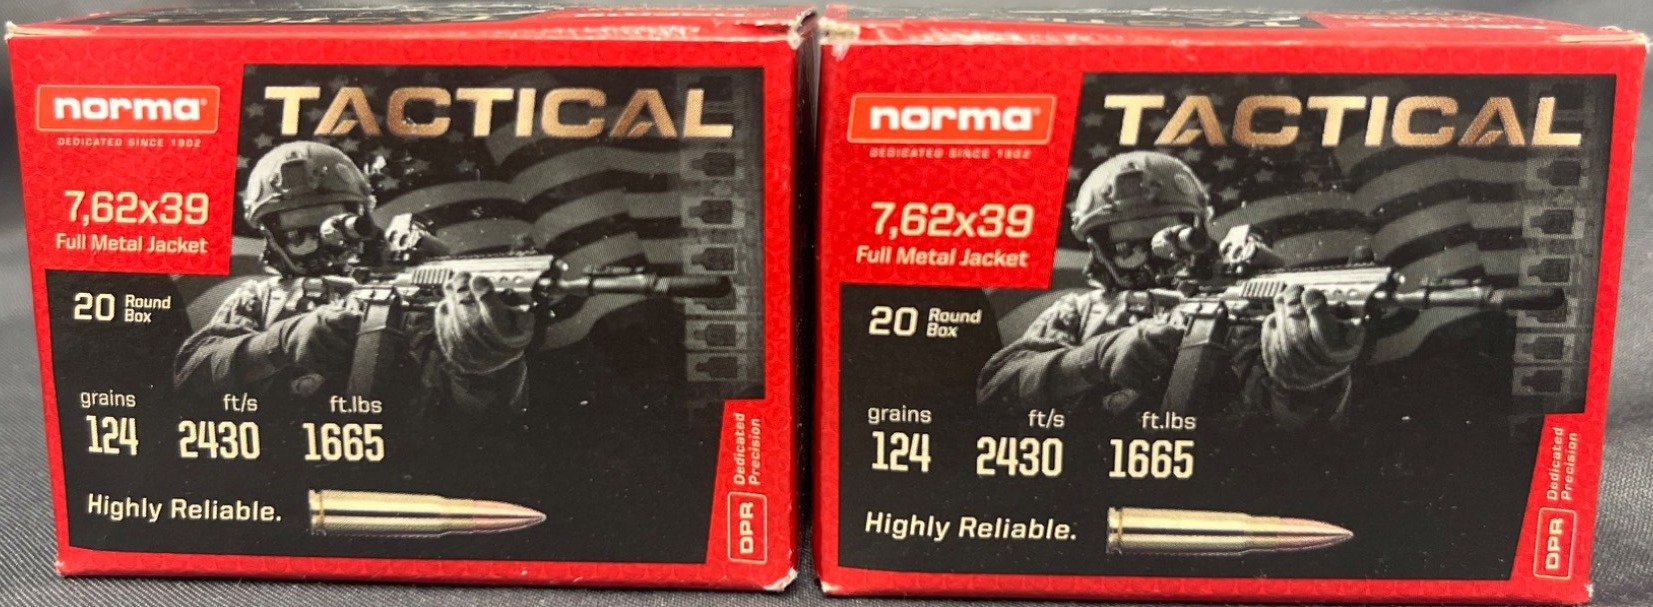 norma
TACTICAL
DEDICATED SINCE 1902
7,62x39
Full Metal Jacket
20 Round Box
grains ft/s ft.lbs
124 2430 1665
Highly Reliable.
DPR Dedicated Precision
norma
TACTICAL
DEDICATED SINCE 1902
7,62x39
Full Metal Jacket
20 Round Box
grains ft/s ft.lbs
124 2430 1665
Highly Reliable.
DPR Dedicated Precision